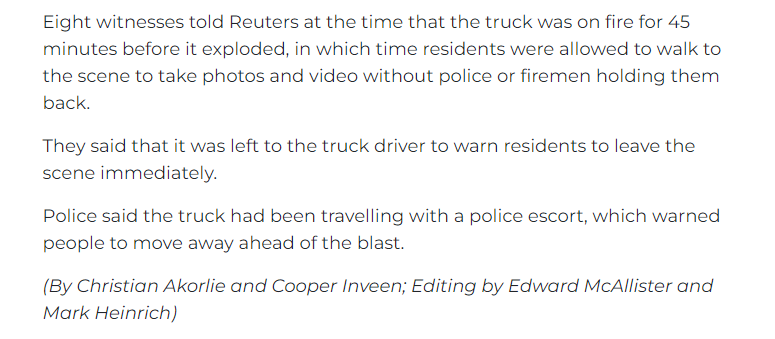 Eight witnesses told Reuters at the time that the truck was on fire for 45
minutes before it exploded, in which time residents were allowed to walk to
the scene to take photos and video without police or firemen holding them
back.
They said that it was left to the truck driver to warn residents to leave the
scene immediately.
Police said the truck had been travelling with a police escort, which warned
people to move away ahead of the blast.
(By Christian Akorlie and Cooper Inveen; Editing by Edward McAllister and
Mark Heinrich)